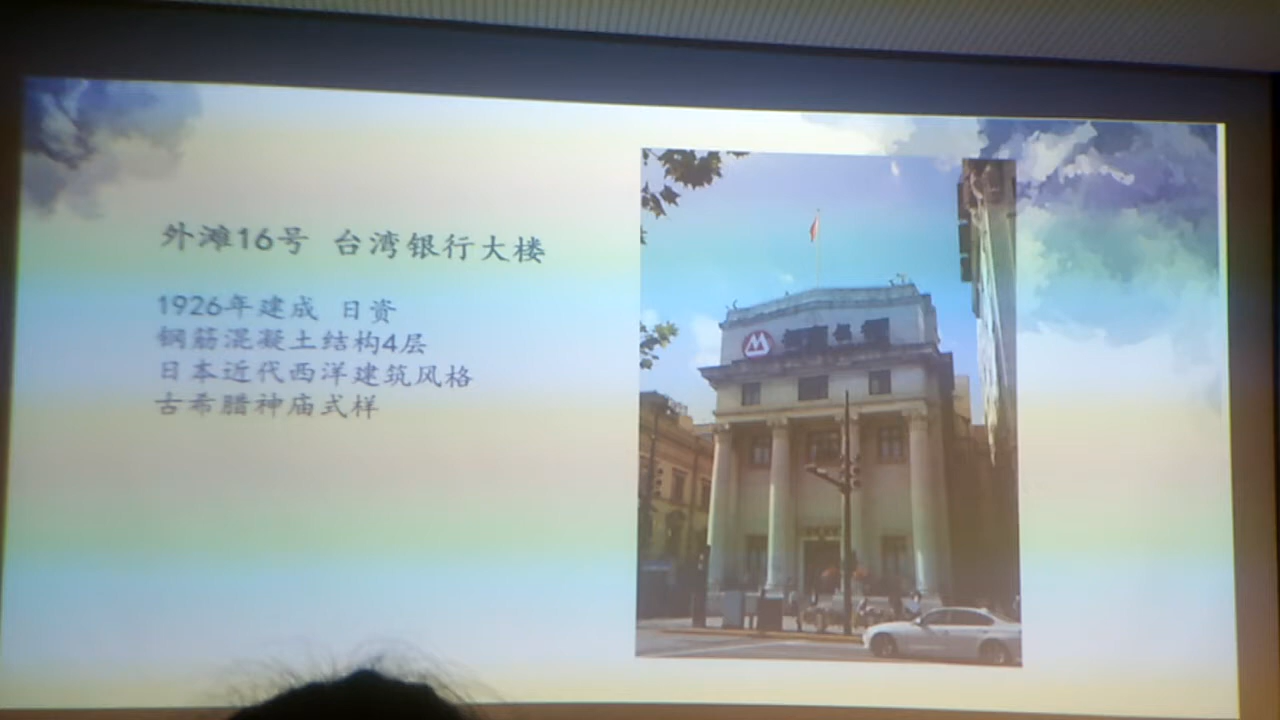 外滩16号 台湾银行大楼
1926年建成 日资
钢筋混凝土结构4层
日本近代西洋建筑风格
古希腊神庙式样